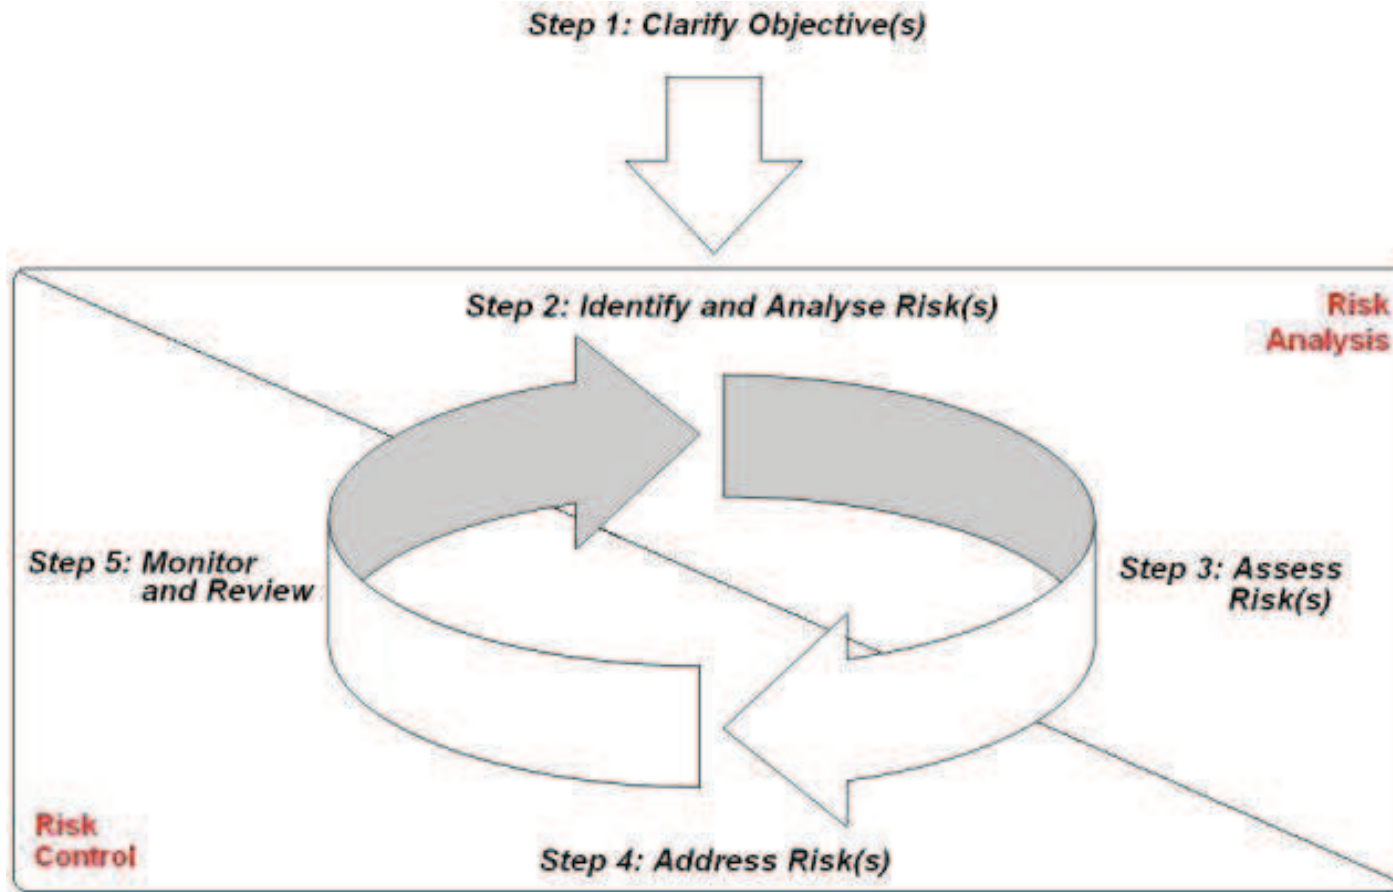 Step 1: Clarify Objective(s)
Step 2: Identify and Analyse Risk(s)
Risk
Analysis
Step 5: Monitor
and Review
Step 3: Assess
Risk(s)
Risk
Control
Step 4: Address Risk(s)